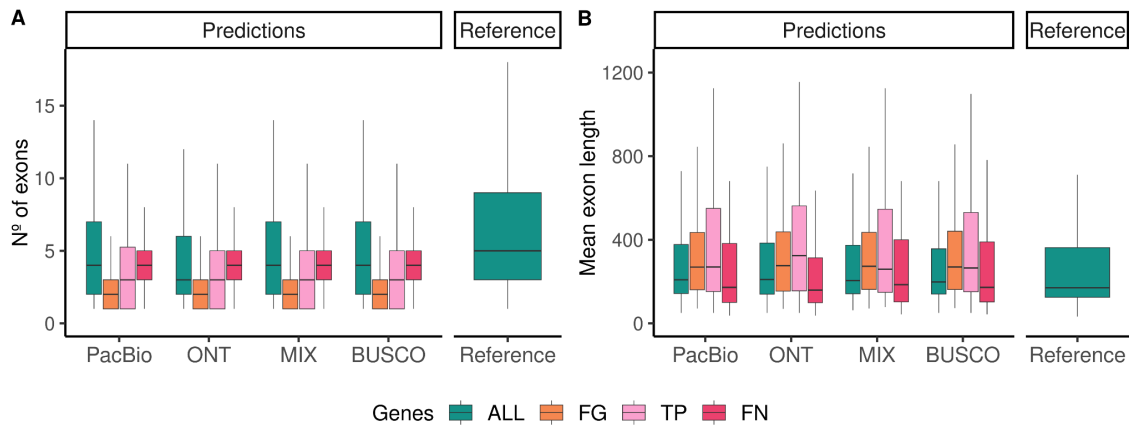 A
Predictions
Reference
Nº of exons
15
10
5
0
PacBio ONT MIX BUSCO Reference
B
Predictions
Reference
Mean exon length
1200
800
400
0
PacBio ONT MIX BUSCO Reference
Genes ALL FG TP FN